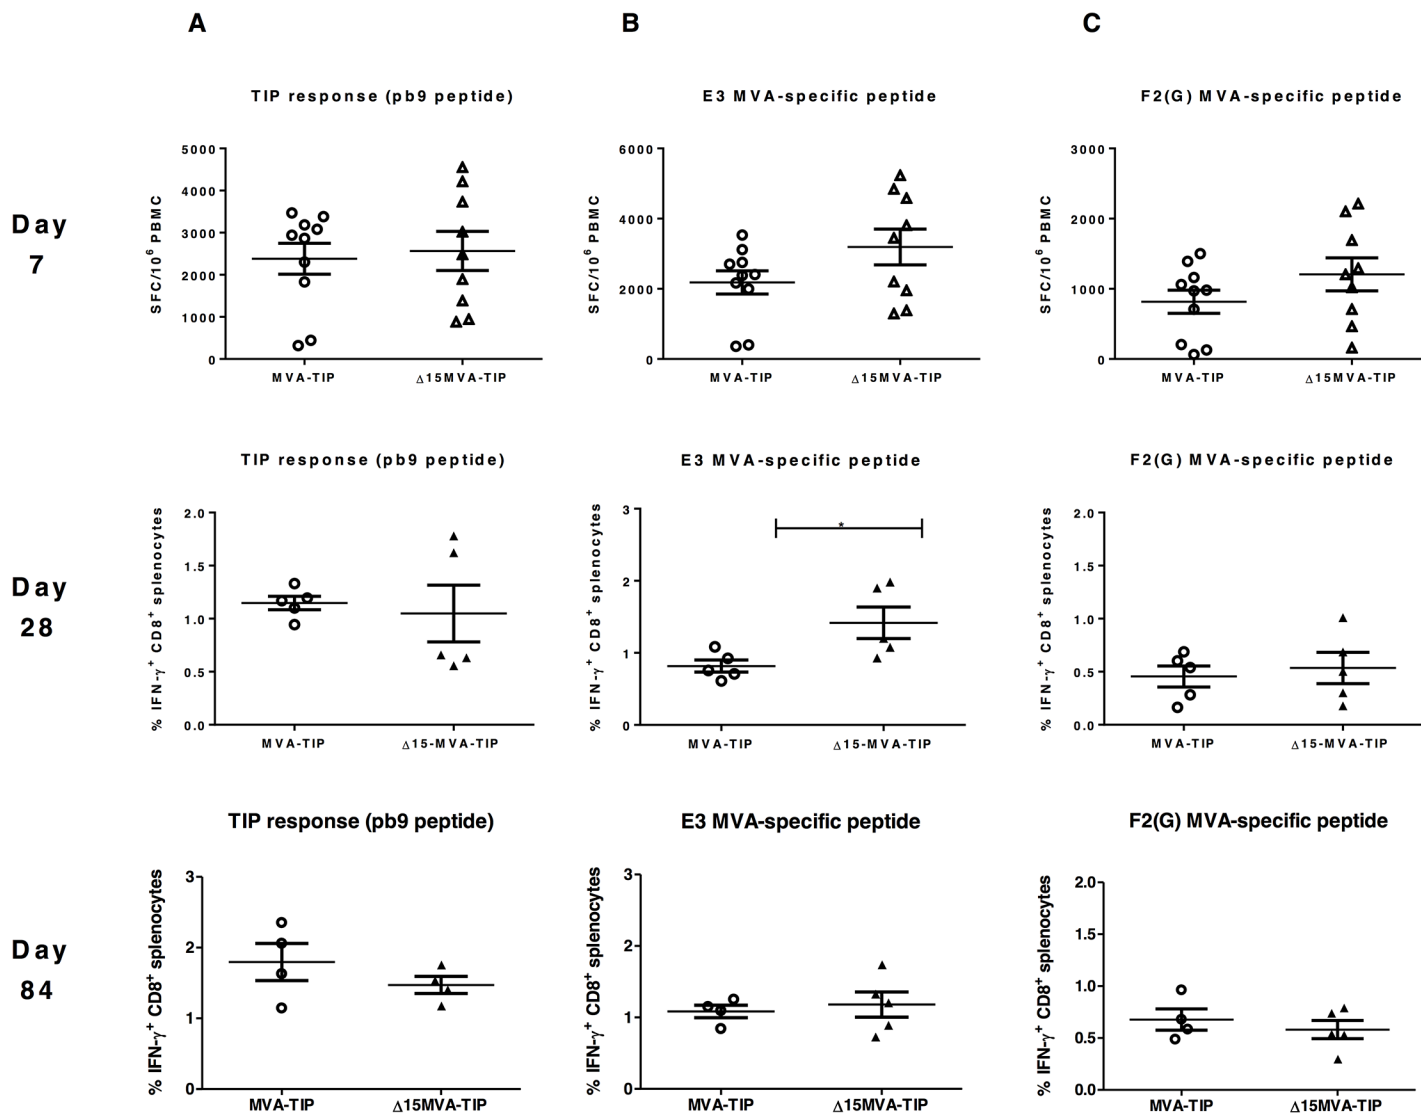 A B C
TIP response (pb9 peptide) E3 MVA-specific peptide F2(G) MVA-specific peptide
Day
7
SFC/10⁶ PBMC
5000
4000
3000
2000
1000
0
MVA-TIP Δ15MVA-TIP
SFC/10⁶ PBMC
6000
4000
2000
0
MVA-TIP Δ15MVA-TIP
SFC/10⁶ PBMC
3000
2000
1000
0
MVA-TIP Δ15MVA-TIP
TIP response (pb9 peptide) E3 MVA-specific peptide F2(G) MVA-specific peptide
Day
28
% IFN-γ⁺ CD8⁺ splenocytes
2.0
1.5
1.0
0.5
0.0
MVA-TIP Δ15-MVA-TIP
% IFN-γ⁺ CD8⁺ splenocytes
3
2
1
0
*
MVA-TIP Δ15-MVA-TIP
% IFN-γ⁺ CD8⁺ splenocytes
2.0
1.5
1.0
0.5
0.0
MVA-TIP Δ15-MVA-TIP
TIP response (pb9 peptide) E3 MVA-specific peptide F2(G) MVA-specific peptide
Day
84
% IFN-γ⁺ CD8⁺ splenocytes
3
2
1
0
MVA-TIP Δ15MVA-TIP
% IFN-γ⁺ CD8⁺ splenocytes
3
2
1
0
MVA-TIP Δ15MVA-TIP
% IFN-γ⁺ CD8⁺ splenocytes
2.0
1.5
1.0
0.5
0.0
MVA-TIP Δ15MVA-TIP